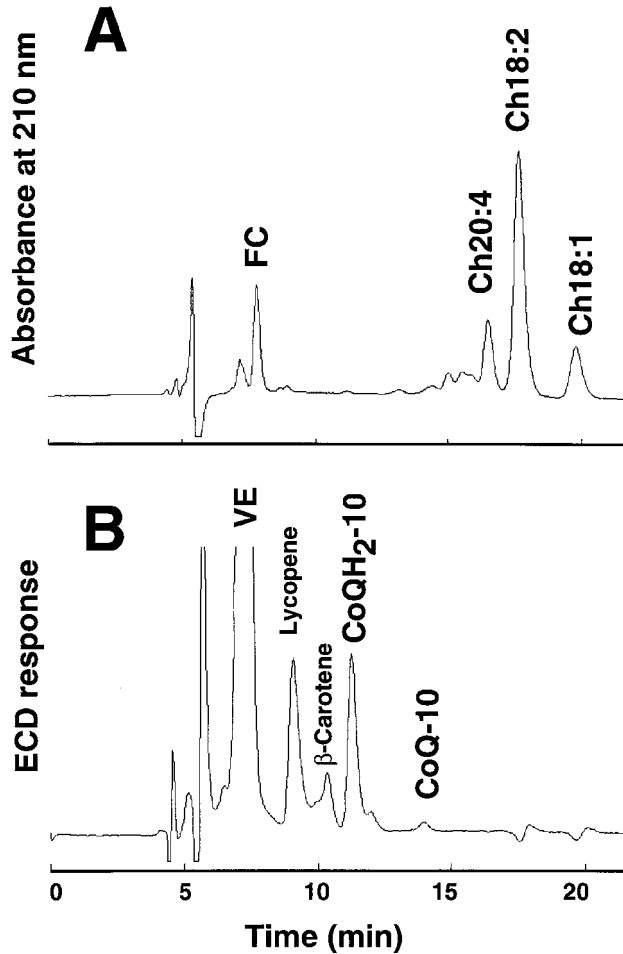 A
Absorbance at 210 nm
FC
Ch20:4
Ch18:2
Ch18:1
B
ECD response
VE
Lycopene
β-Carotene
CoQH2-10
CoQ-10
0 5 10 15 20
Time (min)